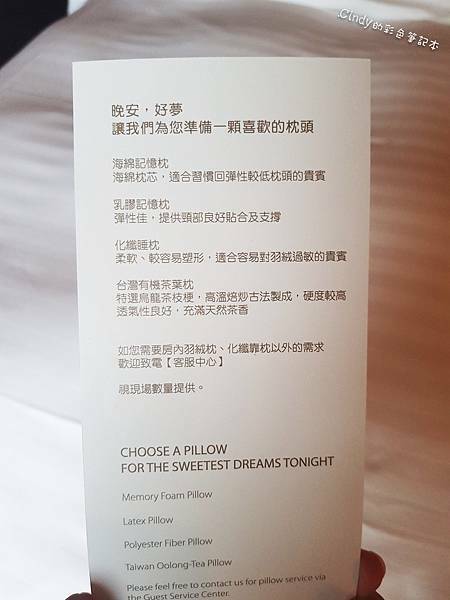 .Cindy的彩色筆記本
晚安，好夢
讓我們為您準備一顆喜歡的枕頭
海綿記憶枕
海綿枕芯，適合習慣回彈性較低枕頭的貴賓
乳膠記憶枕
彈性佳，提供頸部良好貼合及支撐
化纖睡枕
柔軟、較容易塑形，適合容易對羽絨過敏的貴賓
台灣有機茶葉枕
特選烏龍茶枝梗，高溫焙炒古法製成，硬度較高
透氣性良好，充滿天然茶香
如您需要房內羽絨枕、化纖靠枕以外的需求
歡迎致電【客服中心】
視現場數量提供。
CHOOSE A PILLOW
FOR THE SWEETEST DREAMS TONIGHT
Memory Foam Pillow
Latex Pillow
Polyester Fiber Pillow
Taiwan Oolong-Tea Pillow
Please feel free to contact us for pillow service via
the Guest Service Center.